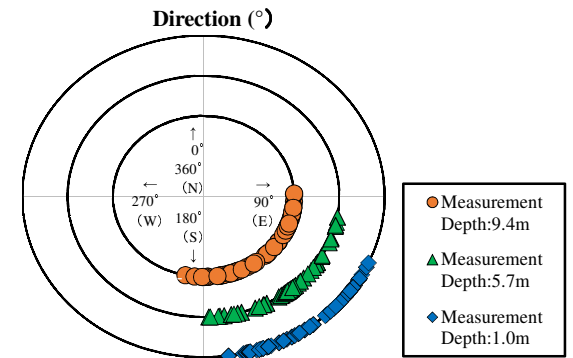 Direction (°)
↑
0°
360°
(N)
←
270°
(W)
→
90°
(E)
180°
(S)
↓
Measurement
Depth:9.4m
Measurement
Depth:5.7m
Measurement
Depth:1.0m